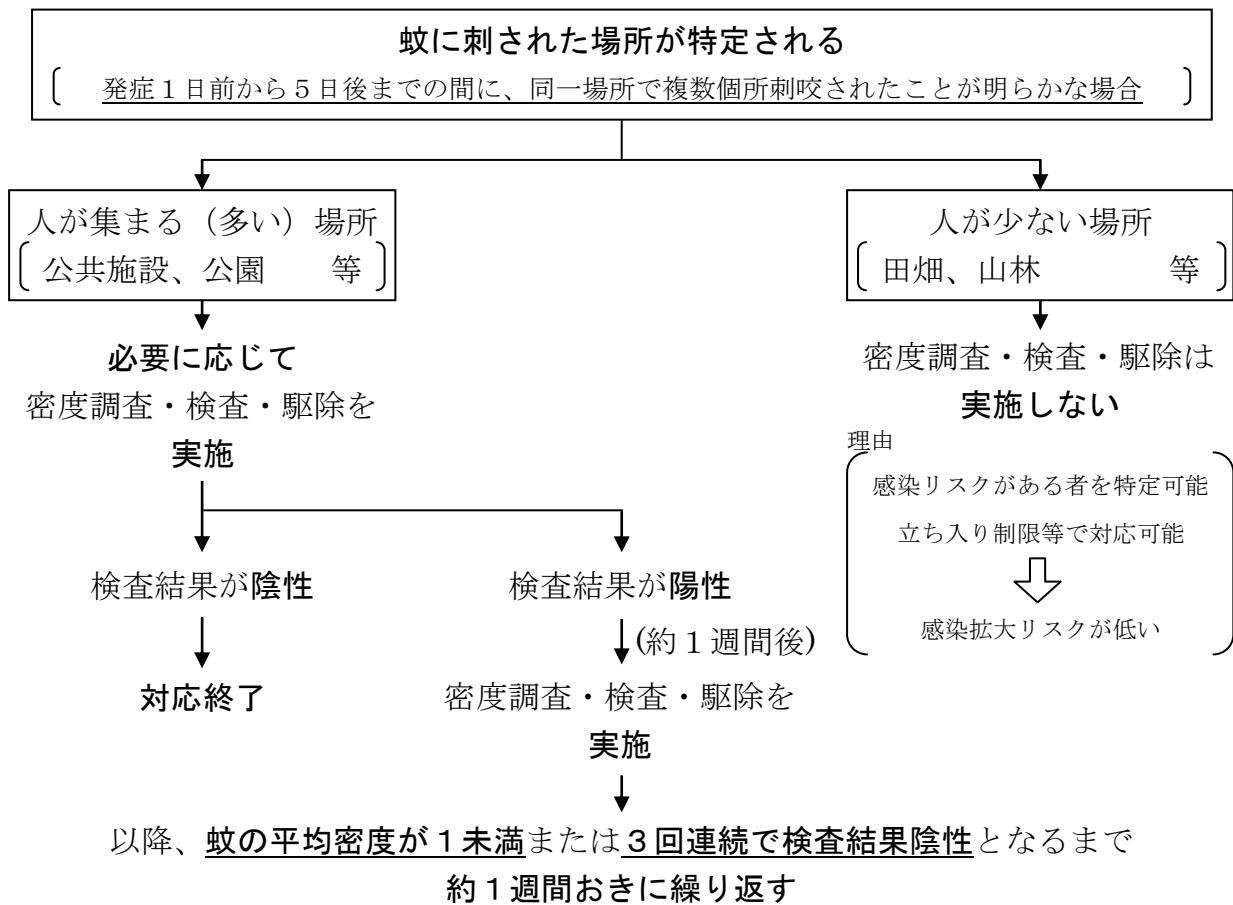 蚊に刺された場所が特定される
発症１日前から５日後までの間に、同一場所で複数個所刺咬されたことが明らかな場合
人が集まる（多い）場所
公共施設、公園　　等
必要に応じて
密度調査・検査・駆除を
実施
検査結果が陰性
対応終了
検査結果が陽性
(約１週間後)
密度調査・検査・駆除を
実施
人が少ない場所
田畑、山林　　　　等
密度調査・検査・駆除は
実施しない
理由
感染リスクがある者を特定可能
立ち入り制限等で対応可能
感染拡大リスクが低い
以降、蚊の平均密度が１未満または３回連続で検査結果陰性となるまで
約１週間おきに繰り返す